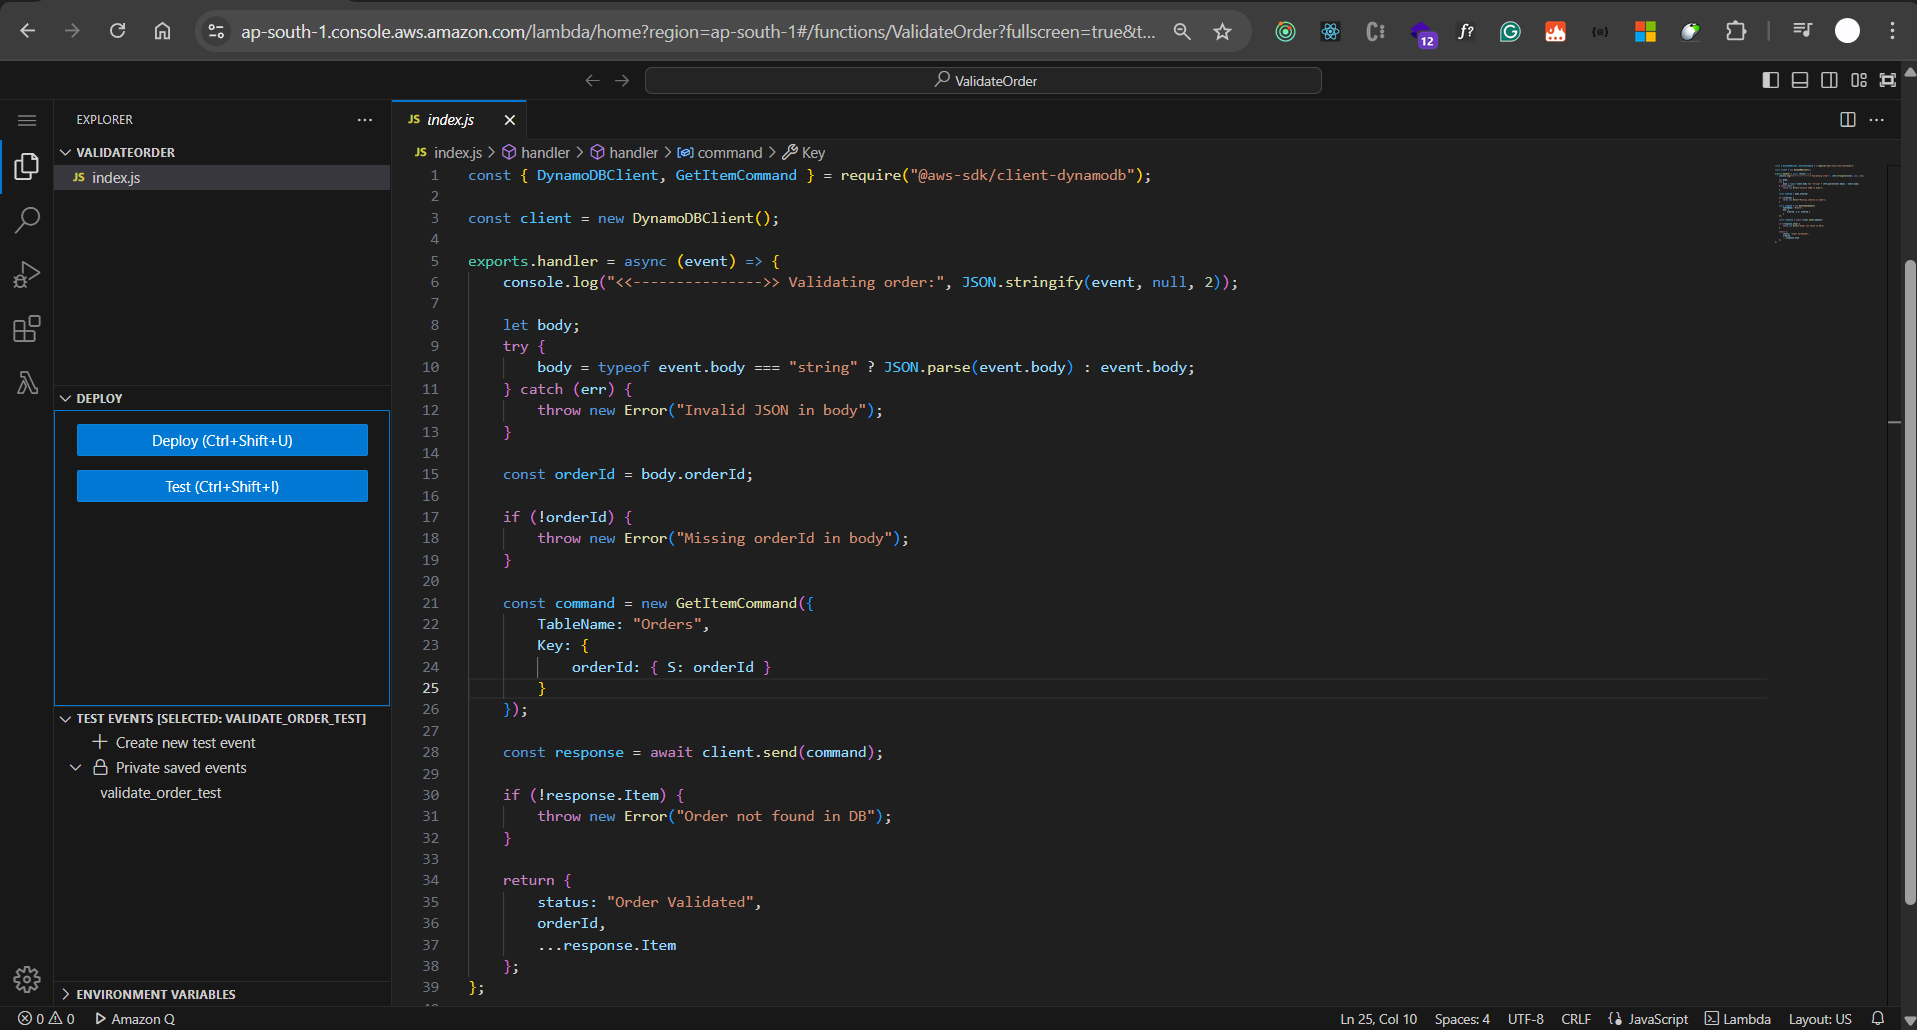 ap-south-1.console.aws.amazon.com/lambda/home?region=ap-south-1#/functions/ValidateOrder?fullscreen=true&t...
12
f?
ValidateOrder
EXPLORER
VALIDATEORDER
JS index.js
DEPLOY
Deploy (Ctrl+Shift+U)
Test (Ctrl+Shift+I)
TEST EVENTS [SELECTED: VALIDATE_ORDER_TEST]
Create new test event
Private saved events
validate_order_test
ENVIRONMENT VARIABLES
JS index.js
JS index.js > handler > handler > command > Key
1 const { DynamoDBClient, GetItemCommand } = require("@aws-sdk/client-dynamodb");
2
3 const client = new DynamoDBClient();
4
5 exports.handler = async (event) => {
6 console.log("<<--------------->> Validating order:", JSON.stringify(event, null, 2));
7
8 let body;
9 try {
10 body = typeof event.body === "string" ? JSON.parse(event.body) : event.body;
11 } catch (err) {
12 throw new Error("Invalid JSON in body");
13 }
14
15 const orderId = body.orderId;
16
17 if (!orderId) {
18 throw new Error("Missing orderId in body");
19 }
20
21 const command = new GetItemCommand({
22 TableName: "Orders",
23 Key: {
24 orderId: { S: orderId }
25 }
26 });
27
28 const response = await client.send(command);
29
30 if (!response.Item) {
31 throw new Error("Order not found in DB");
32 }
33
34 return {
35 status: "Order Validated",
36 orderId,
37 ...response.Item
38 };
39 };
0 0 Amazon Q
Ln 25, Col 10 Spaces: 4 UTF-8 CRLF JavaScript Lambda Layout: US